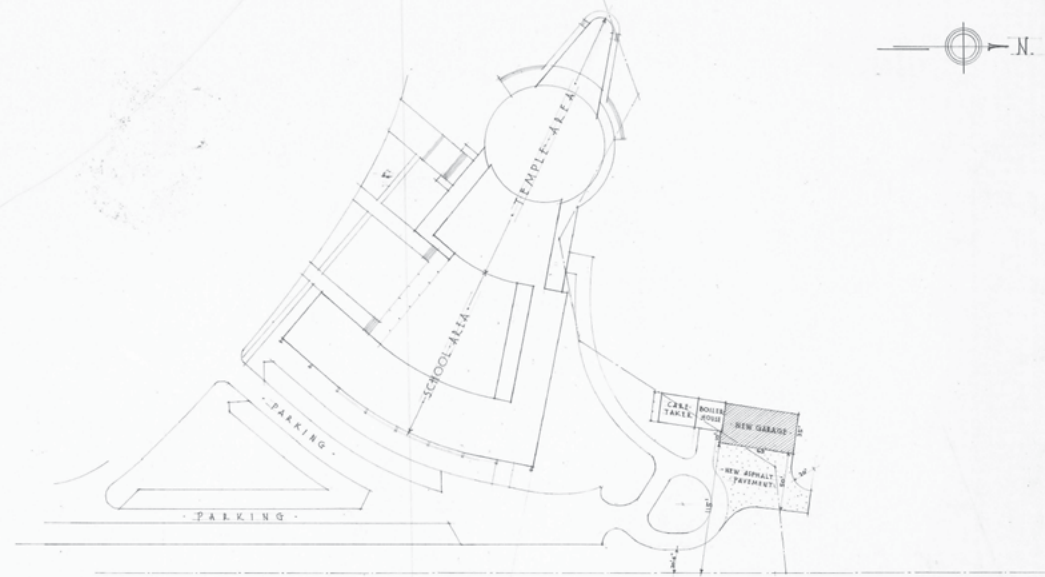 N.
· TEMPLE · AREA ·
· SCHOOL · AREA ·
· PARKING ·
· PARKING ·
CARE-
TAKER
BOILER
HOUSE
· NEW GARAGE ·
· NEW ASPHALT
PAVEMENT ·